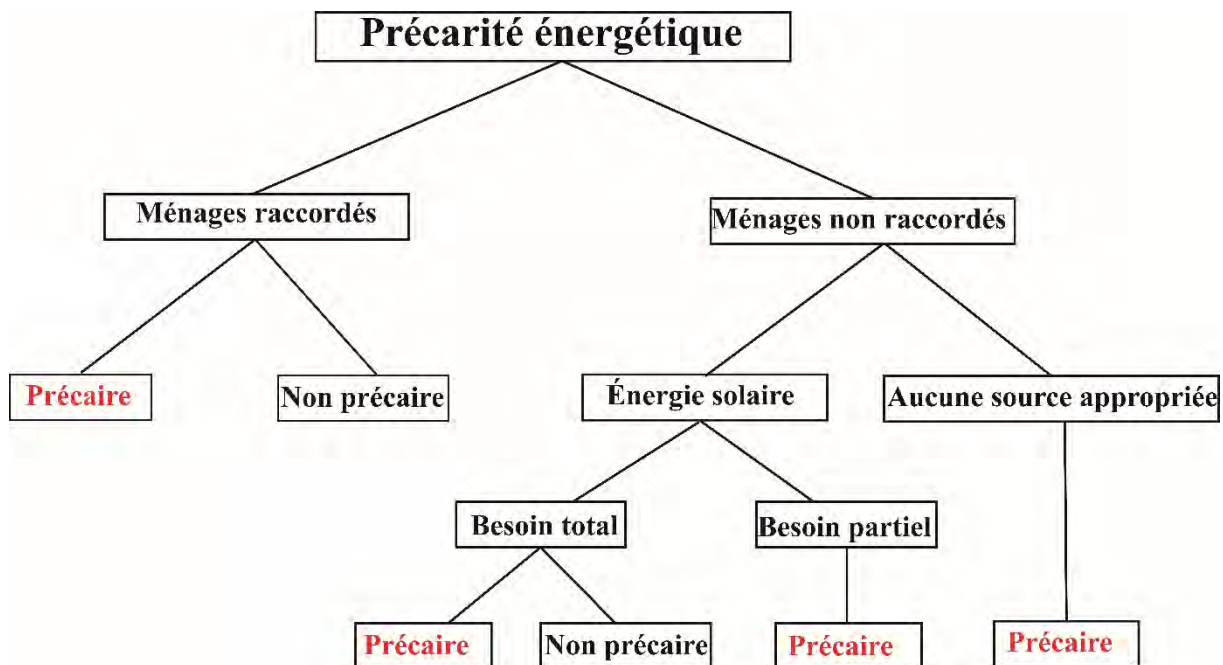 Précarité énergétique
Ménages raccordés
Ménages non raccordés
Précaire
Non précaire
Énergie solaire
Aucune source appropriée
Besoin total
Besoin partiel
Précaire
Non précaire
Précaire
Précaire